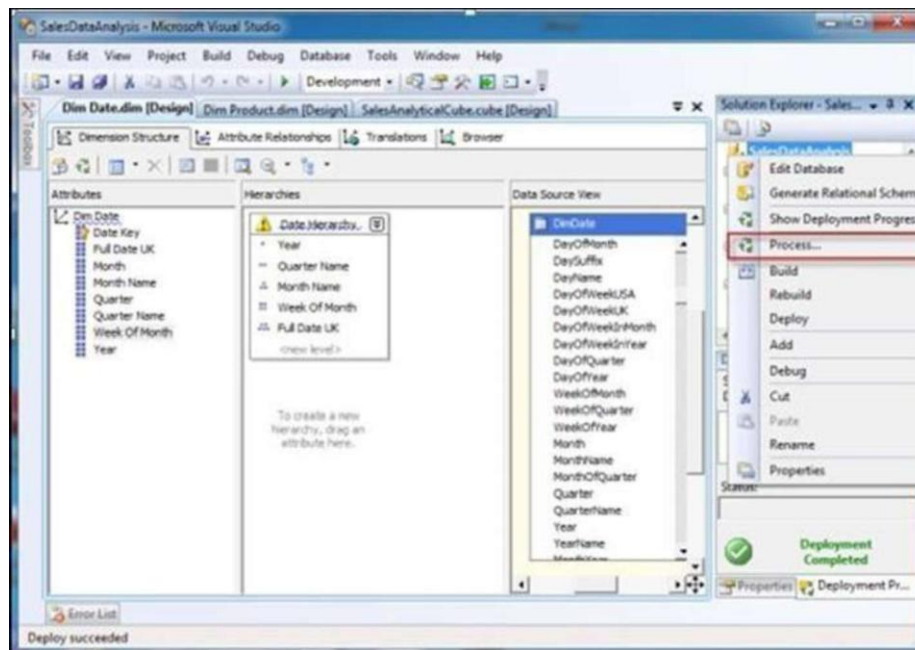 SalesDataAnalysis - Microsoft Visual Studio
File Edit View Project Build Debug Database Tools Window Help
Development
Dim Date.dim [Design] Dim Product.dim [Design] SalesAnalyticalCube.cube [Design]
Dimension Structure Attribute Relationships Translations Browser
Toolbox
Attributes
Dim Date
Date Key
Full Date UK
Month
Month Name
Quarter
Quarter Name
Week Of Month
Year
Hierarchies
Date Hierarchy
Year
Quarter Name
Month Name
Week Of Month
Full Date UK
<new level>
To create a new
hierarchy, drag an
attribute here.
Data Source View
DimDate
DayOfMonth
DaySuffix
DayName
DayOfWeekUSA
DayOfWeekUK
DayOfWeekInMonth
DayOfWeekInYear
DayOfQuarter
DayOfYear
WeekOfMonth
WeekOfQuarter
WeekOfYear
Month
MonthName
MonthOfQuarter
Quarter
QuarterName
Year
YearName
MonthYear
Solution Explorer - Sales...
SalesDataAnalysis
Edit Database
Generate Relational Schem
Show Deployment Progres
Process...
Build
Rebuild
Deploy
Add
Debug
Cut
Paste
Rename
Properties
Status:
Deployment
Completed
Properties Deployment Pr...
Error List
Deploy succeeded